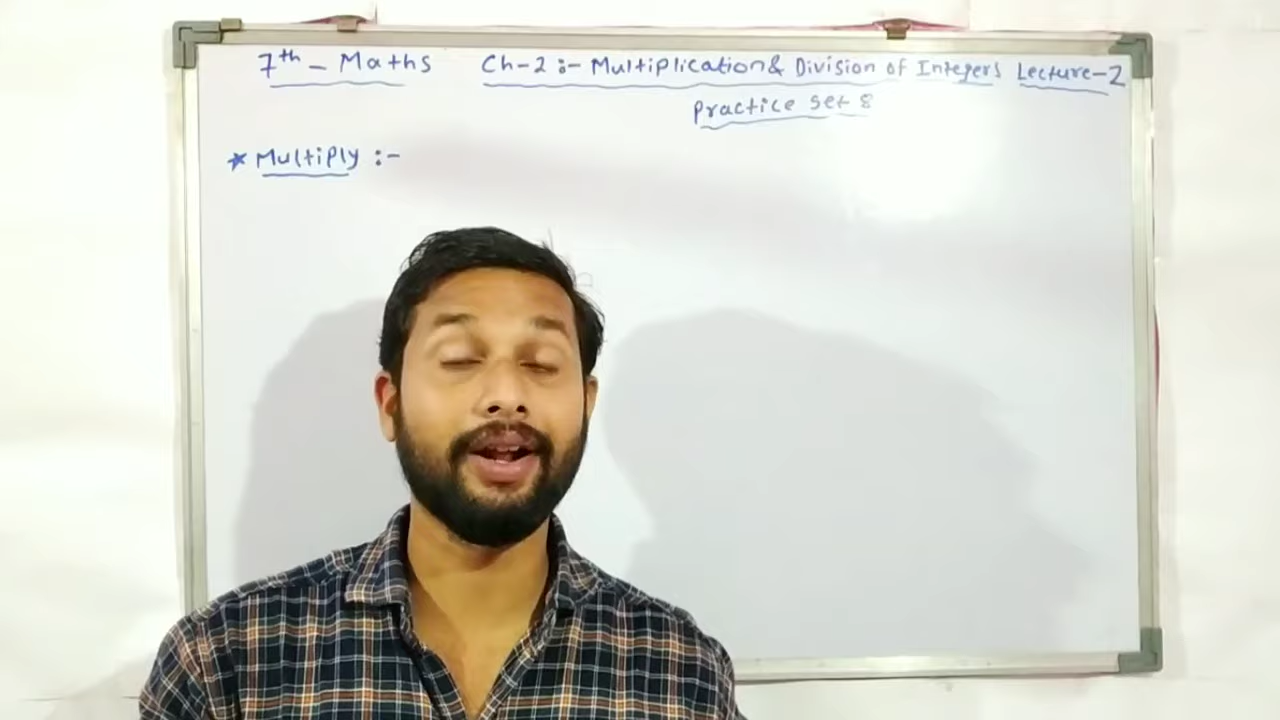 7th - Maths Ch-2 :- Multiplication & Division of Integers Lecture-2
Practice set 8
* Multiply :-